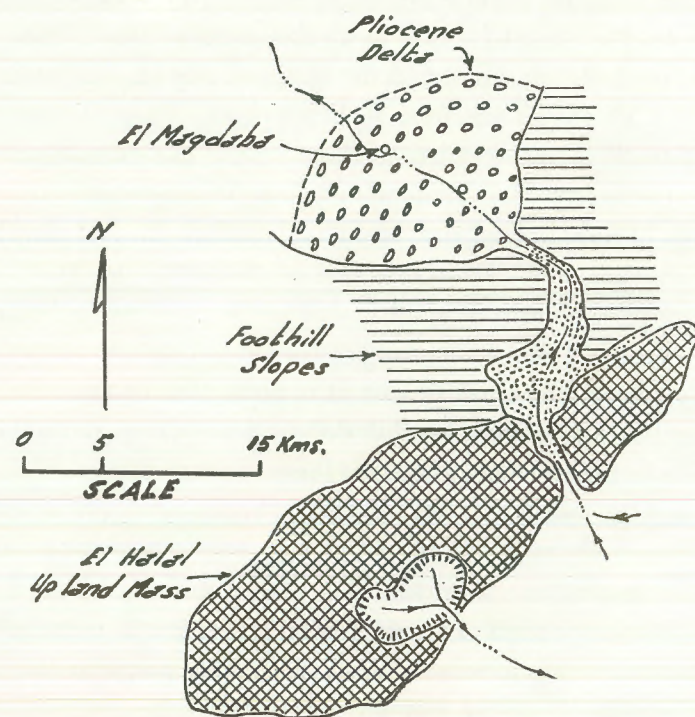 Pliocene
Delta
El Magdaba
N
Foothill
Slopes
0 5 15 Kms.
SCALE
El Halal
Up land Mass